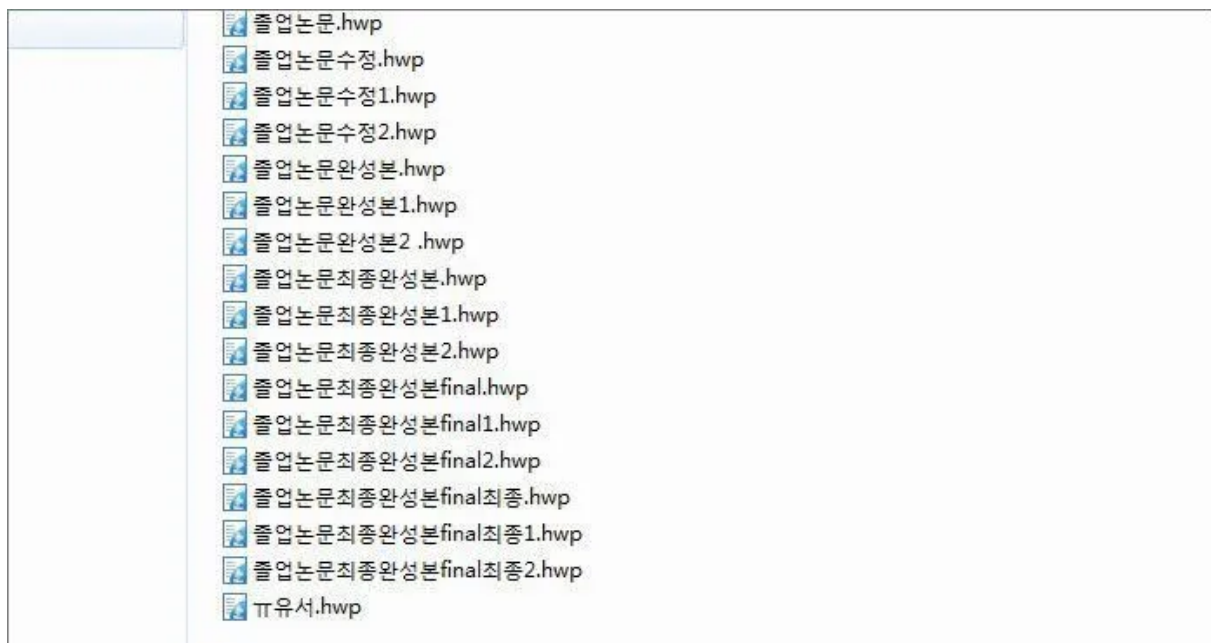 졸업논문.hwp
졸업논문수정.hwp
졸업논문수정1.hwp
졸업논문수정2.hwp
졸업논문완성본.hwp
졸업논문완성본1.hwp
졸업논문완성본2 .hwp
졸업논문최종완성본.hwp
졸업논문최종완성본1.hwp
졸업논문최종완성본2.hwp
졸업논문최종완성본final.hwp
졸업논문최종완성본final1.hwp
졸업논문최종완성본final2.hwp
졸업논문최종완성본final최종.hwp
졸업논문최종완성본final최종1.hwp
졸업논문최종완성본final최종2.hwp
ㅠ유서.hwp